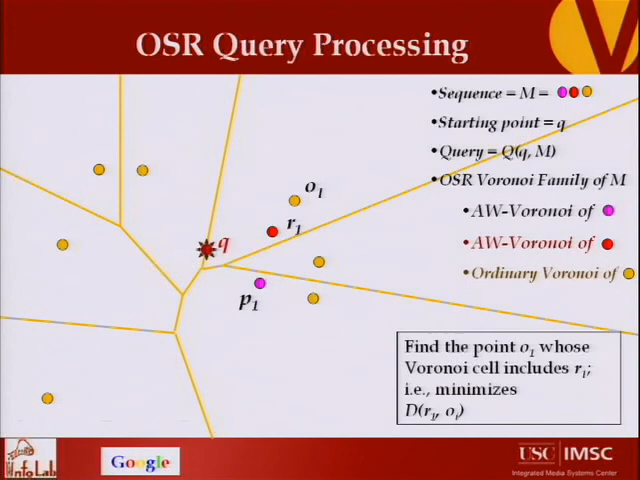 OSR Query Processing
•Sequence = M =
•Starting point = q
•Query = Q(q, M)
•OSR Voronoi Family of M
•AW-Voronoi of
•AW-Voronoi of
•Ordinary Voronoi of
o1
r1
q
p1
Find the point o1 whose
Voronoi cell includes r1;
i.e., minimizes
D(r1, oi)
InfoLab
Google
USC IMSC
Integrated Media Systems Center